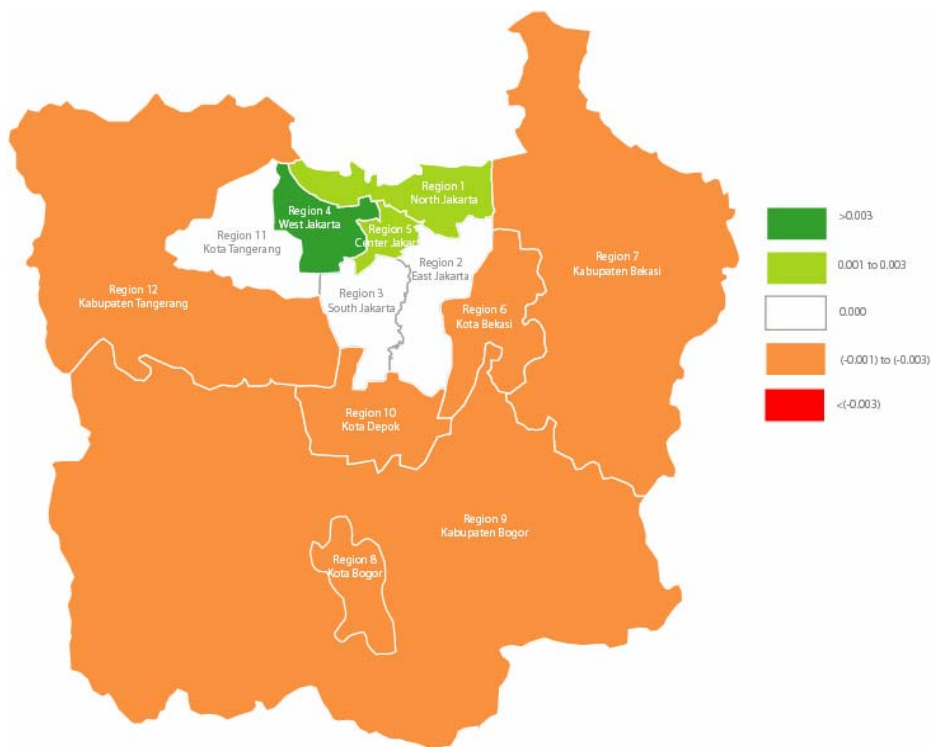 Region 1
North Jakarta
Region 4
West Jakarta
Region 5
Center Jakart
Region 11
Kota Tangerang
Region 2
East Jakarta
Region 7
Kabupaten Bekasi
Region 12
Kabupaten Tangerang
Region 3
South Jakarta
Region 6
Kota Bekasi
Region 10
Kota Depok
Region 9
Kabupaten Bogor
Region 8
Kota Bogor
>0.003
0.001 to 0.003
0.000
(-0.001) to (-0.003)
<(-0.003)